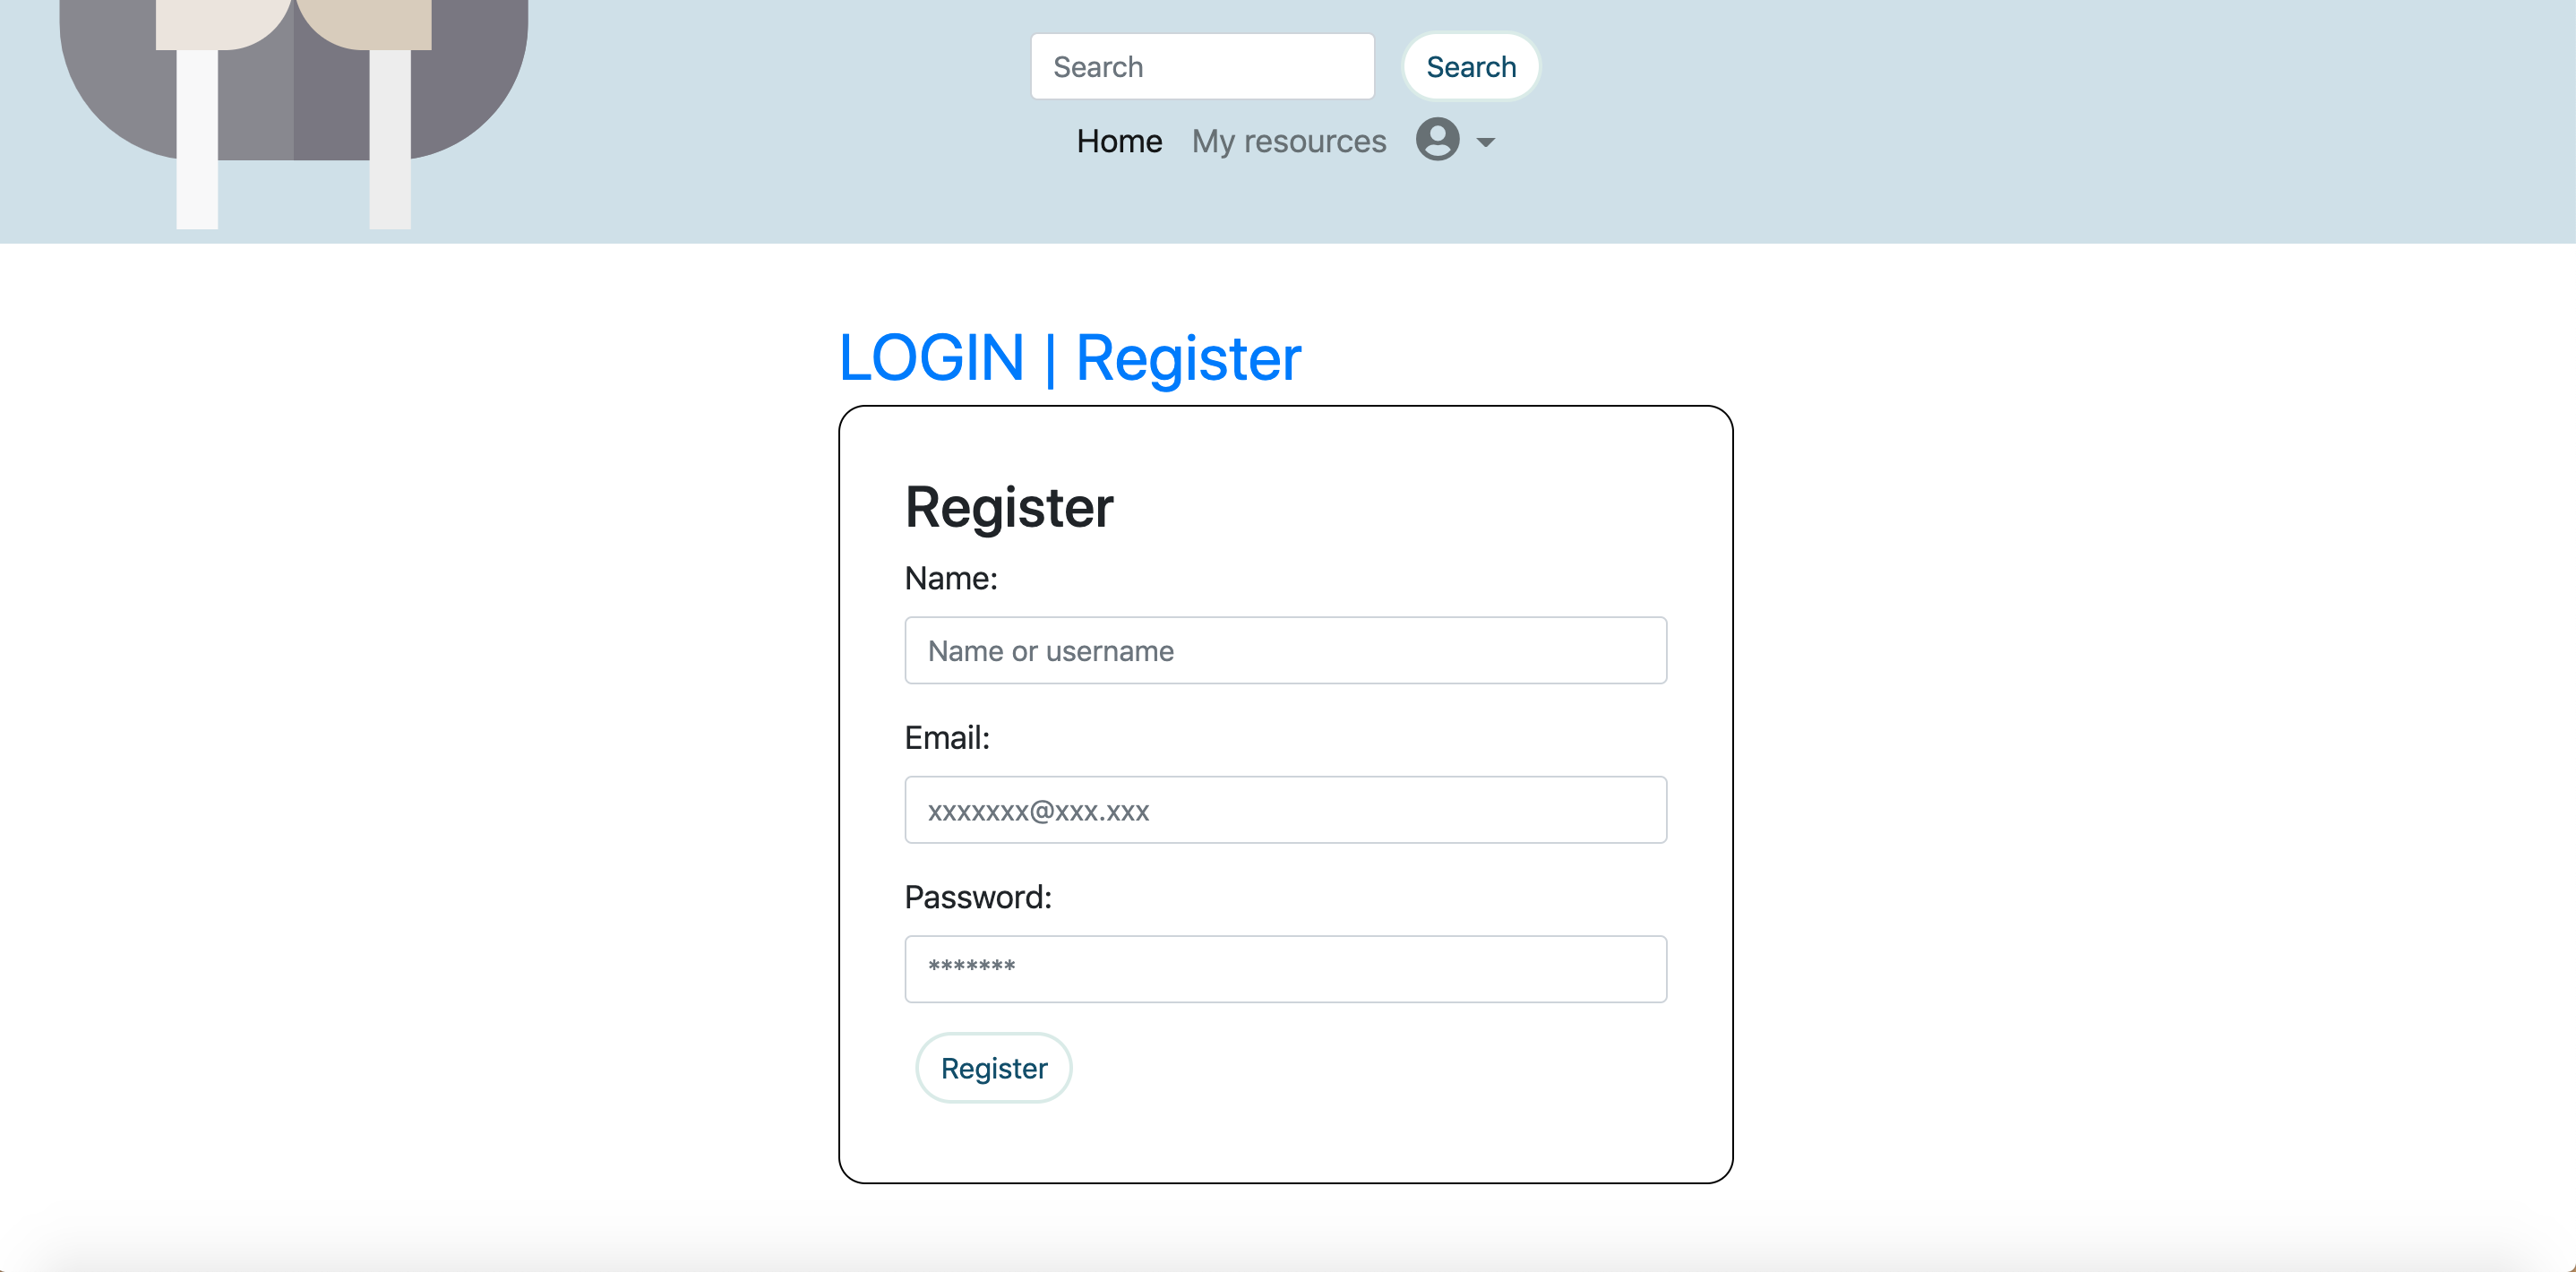 Search Search
Home My resources
LOGIN | Register
Register
Name:
Name or username
Email:
xxxxxxx@xxx.xxx
Password:
*******
Register